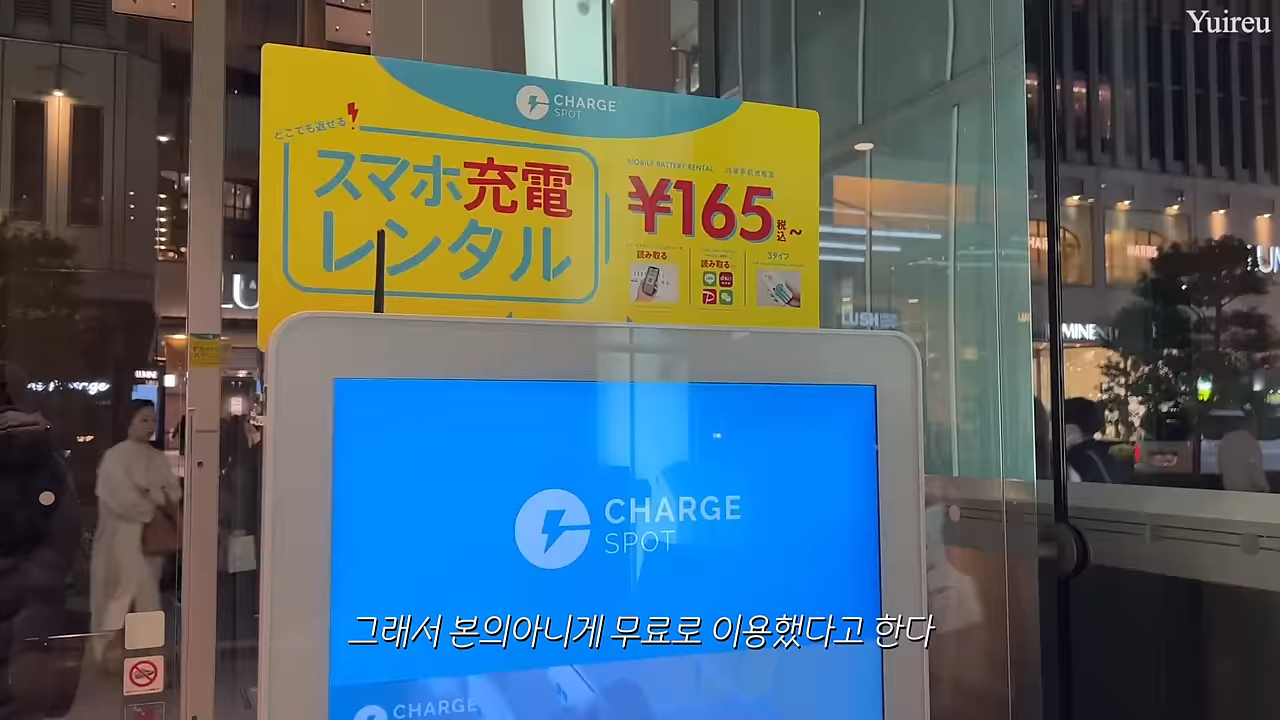 Yuireu
CHARGE
SPOT
どこでも返せる
スマホ充電
レンタル
MOBILE BATTERY RENTAL
¥165
税込~
読み取る
読み取る
3タイプ
LUSH
HARBS
CHARGE
SPOT
그래서 본의아니게 무료로 이용했다고 한다
CHARGE